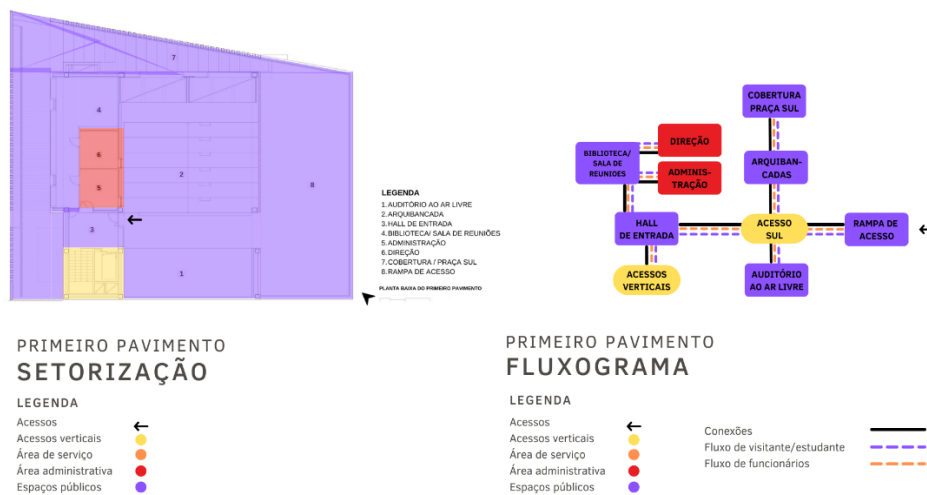 7
4
6
5
2
3
8
1
LEGENDA
1. AUDITÓRIO AO AR LIVRE
2. ARQUIBANCADA
3. HALL DE ENTRADA
4. BIBLIOTECA/ SALA DE REUNIÕES
5. ADMINISTRAÇÃO
6. DIREÇÃO
7. COBERTURA / PRAÇA SUL
8. RAMPA DE ACESSO
PLANTA BAIXA DO PRIMEIRO PAVIMENTO
COBERTURA
PRAÇA SUL
DIREÇÃO
BIBLIOTECA/
SALA DE
REUNIOES
ADMINIS-
TRAÇÃO
ARQUIBAN-
CADAS
HALL
DE ENTRADA
ACESSO
SUL
RAMPA DE
ACESSO
ACESSOS
VERTICAIS
AUDITÓRIO
AO AR LIVRE
PRIMEIRO PAVIMENTO
SETORIZAÇÃO
LEGENDA
Acessos
Acessos verticais
Área de serviço
Área administrativa
Espaços públicos
PRIMEIRO PAVIMENTO
FLUXOGRAMA
LEGENDA
Acessos
Acessos verticais
Área de serviço
Área administrativa
Espaços públicos
Conexões
Fluxo de visitante/estudante
Fluxo de funcionários